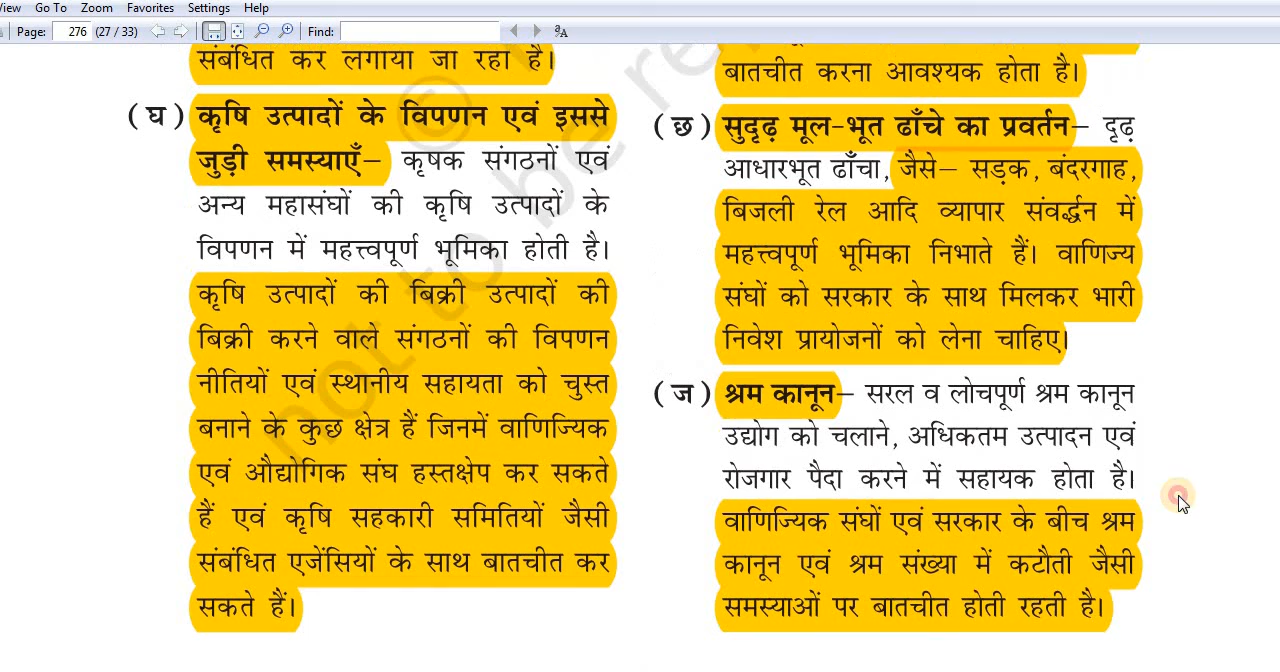 View Go To Zoom Favorites Settings Help
Page: 276 (27 / 33) Find:
संबंधित कर लगाया जा रहा है।
( घ ) कृषि उत्पादों के विपणन एवं इससे
जुड़ी समस्याएँ– कृषक संगठनों एवं
अन्य महासंघों की कृषि उत्पादों के
विपणन में महत्त्वपूर्ण भूमिका होती है।
कृषि उत्पादों की बिक्री उत्पादों की
बिक्री करने वाले संगठनों की विपणन
नीतियों एवं स्थानीय सहायता को चुस्त
बनाने के कुछ क्षेत्र हैं जिनमें वाणिज्यिक
एवं औद्योगिक संघ हस्तक्षेप कर सकते
हैं एवं कृषि सहकारी समितियों जैसी
संबंधित एजेंसियों के साथ बातचीत कर
सकते हैं।
बातचीत करना आवश्यक होता है।
( छ ) सुदृढ़ मूल-भूत ढाँचे का प्रवर्तन– दृढ़
आधारभूत ढाँचा, जैसे– सड़क, बंदरगाह,
बिजली रेल आदि व्यापार संवर्द्धन में
महत्त्वपूर्ण भूमिका निभाते हैं। वाणिज्य
संघों को सरकार के साथ मिलकर भारी
निवेश प्रायोजनों को लेना चाहिए।
( ज ) श्रम कानून– सरल व लोचपूर्ण श्रम कानून
उद्योग को चलाने, अधिकतम उत्पादन एवं
रोजगार पैदा करने में सहायक होता है।
वाणिज्यिक संघों एवं सरकार के बीच श्रम
कानून एवं श्रम संख्या में कटौती जैसी
समस्याओं पर बातचीत होती रहती है।
not to be re